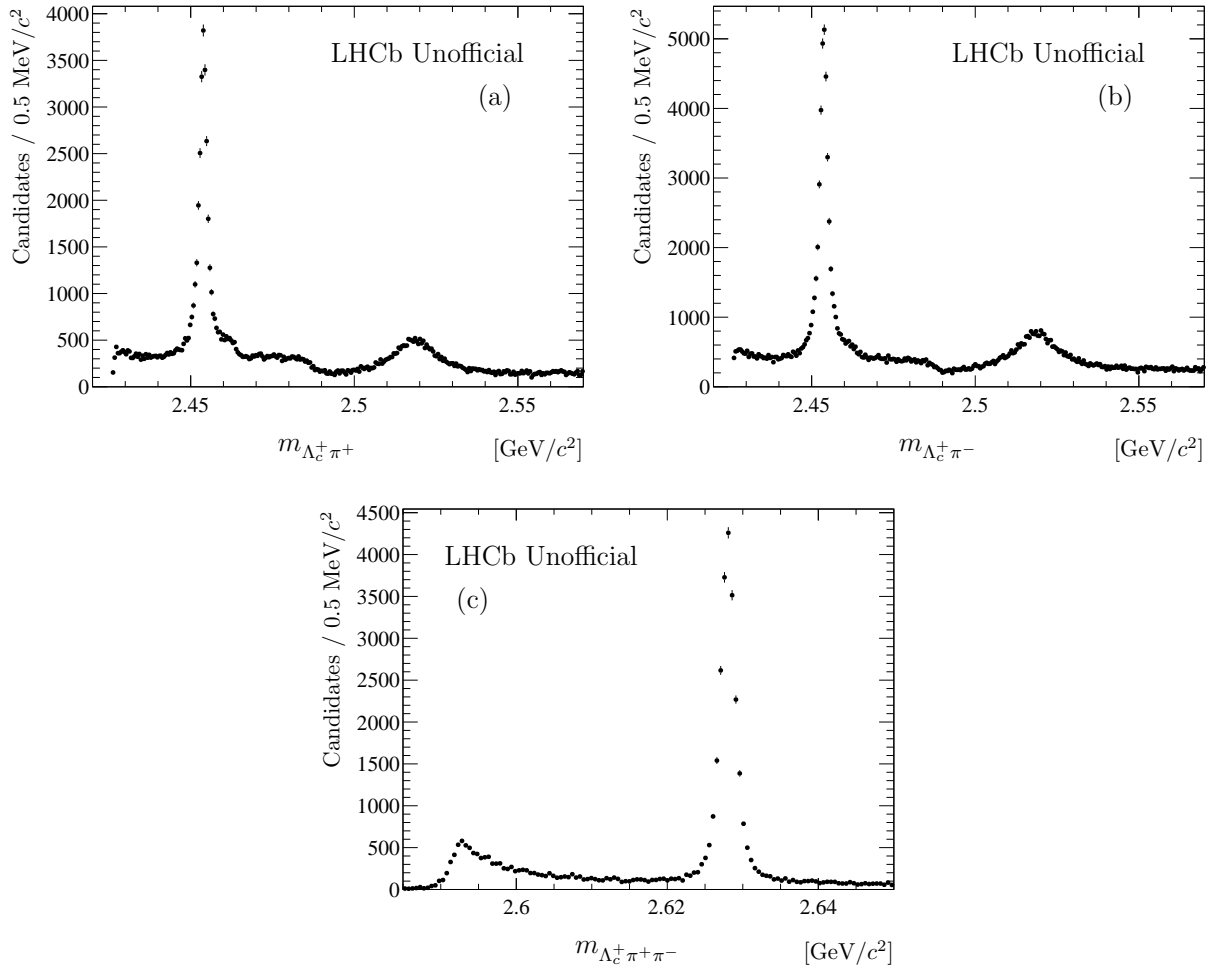 4000
3500
3000
2500
2000
1500
1000
500
0
Candidates / 0.5 MeV/c²
LHCb Unofficial
(a)
2.45 2.5 2.55
m_{Λ_c^+ π^+} [GeV/c²]
5000
4000
3000
2000
1000
0
Candidates / 0.5 MeV/c²
LHCb Unofficial
(b)
2.45 2.5 2.55
m_{Λ_c^+ π^-} [GeV/c²]
4500
4000
3500
3000
2500
2000
1500
1000
500
0
Candidates / 0.5 MeV/c²
LHCb Unofficial
(c)
2.6 2.62 2.64
m_{Λ_c^+ π^+ π^-} [GeV/c²]